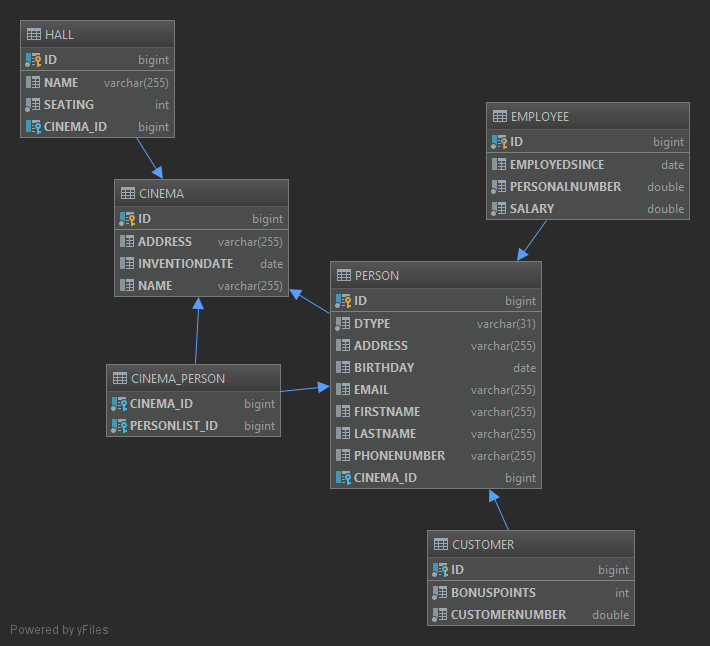 HALL
ID bigint
NAME varchar(255)
SEATING int
CINEMA_ID bigint
EMPLOYEE
ID bigint
EMPLOYEDSINCE date
PERSONALNUMBER double
SALARY double
CINEMA
ID bigint
ADDRESS varchar(255)
INVENTIONDATE date
NAME varchar(255)
PERSON
ID bigint
DTYPE varchar(31)
ADDRESS varchar(255)
BIRTHDAY date
EMAIL varchar(255)
FIRSTNAME varchar(255)
LASTNAME varchar(255)
PHONENUMBER varchar(255)
CINEMA_ID bigint
CINEMA_PERSON
CINEMA_ID bigint
PERSONLIST_ID bigint
CUSTOMER
ID bigint
BONUSPOINTS int
CUSTOMERNUMBER double
Powered by yFiles